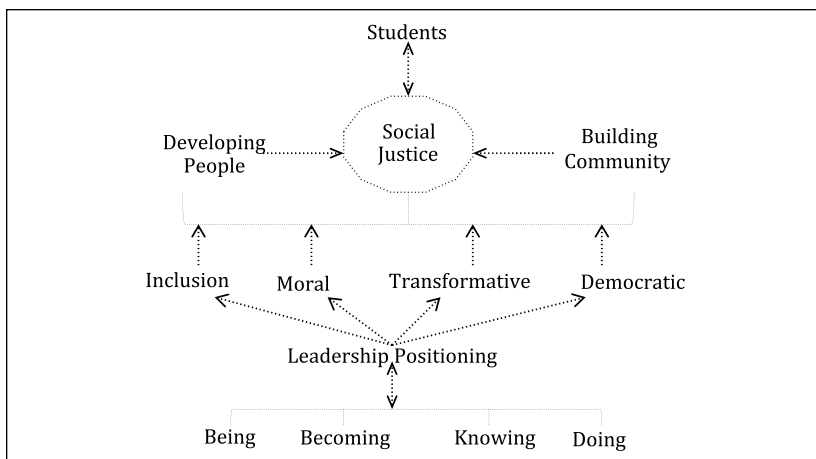 Students
Social
Justice
Developing
People
Building
Community
Inclusion
Moral
Transformative
Democratic
Leadership Positioning
Being
Becoming
Knowing
Doing